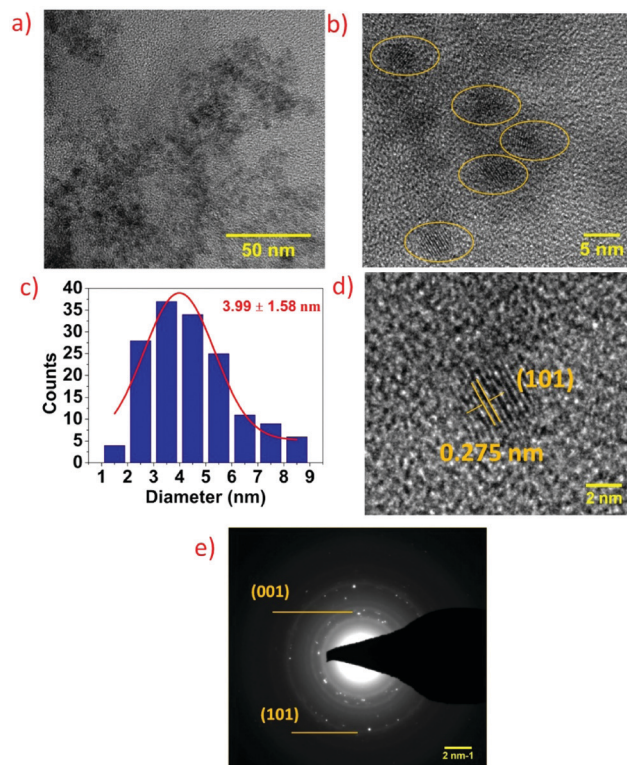 a)
50 nm
b)
5 nm
c)
40
35
30
25
20
15
10
5
0
Counts
3.99 ± 1.58 nm
1 2 3 4 5 6 7 8 9
Diameter (nm)
d)
(101)
0.275 nm
2 nm
e)
(001)
(101)
2 nm-1